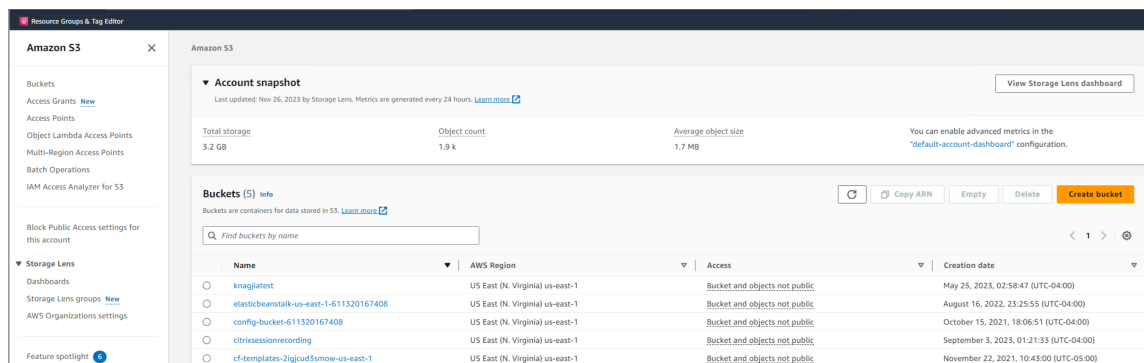 Resource Groups & Tag Editor
Amazon S3
Buckets
Access Grants New
Access Points
Object Lambda Access Points
Multi-Region Access Points
Batch Operations
IAM Access Analyzer for S3
Block Public Access settings for
this account
Storage Lens
Dashboards
Storage Lens groups New
AWS Organizations settings
Feature spotlight 6
Amazon S3
Account snapshot
Last updated: Nov 26, 2023 by Storage Lens. Metrics are generated every 24 hours. Learn more
View Storage Lens dashboard
Total storage
3.2 GB
Object count
1.9 k
Average object size
1.7 MB
You can enable advanced metrics in the
"default-account-dashboard" configuration.
Buckets (5) Info
Buckets are containers for data stored in S3. Learn more
Copy ARN Empty Delete Create bucket
Find buckets by name
1
Name AWS Region Access Creation date
knagjiatest US East (N. Virginia) us-east-1 Bucket and objects not public May 25, 2023, 02:58:47 (UTC-04:00)
elasticbeanstalk-us-east-1-611320167408 US East (N. Virginia) us-east-1 Bucket and objects not public August 16, 2022, 23:25:55 (UTC-04:00)
config-bucket-611320167408 US East (N. Virginia) us-east-1 Bucket and objects not public October 15, 2021, 18:06:51 (UTC-04:00)
citrixsessionrecording US East (N. Virginia) us-east-1 Bucket and objects not public September 3, 2023, 01:21:33 (UTC-04:00)
cf-templates-2igjcud3smow-us-east-1 US East (N. Virginia) us-east-1 Bucket and objects not public November 22, 2021, 10:43:00 (UTC-05:00)